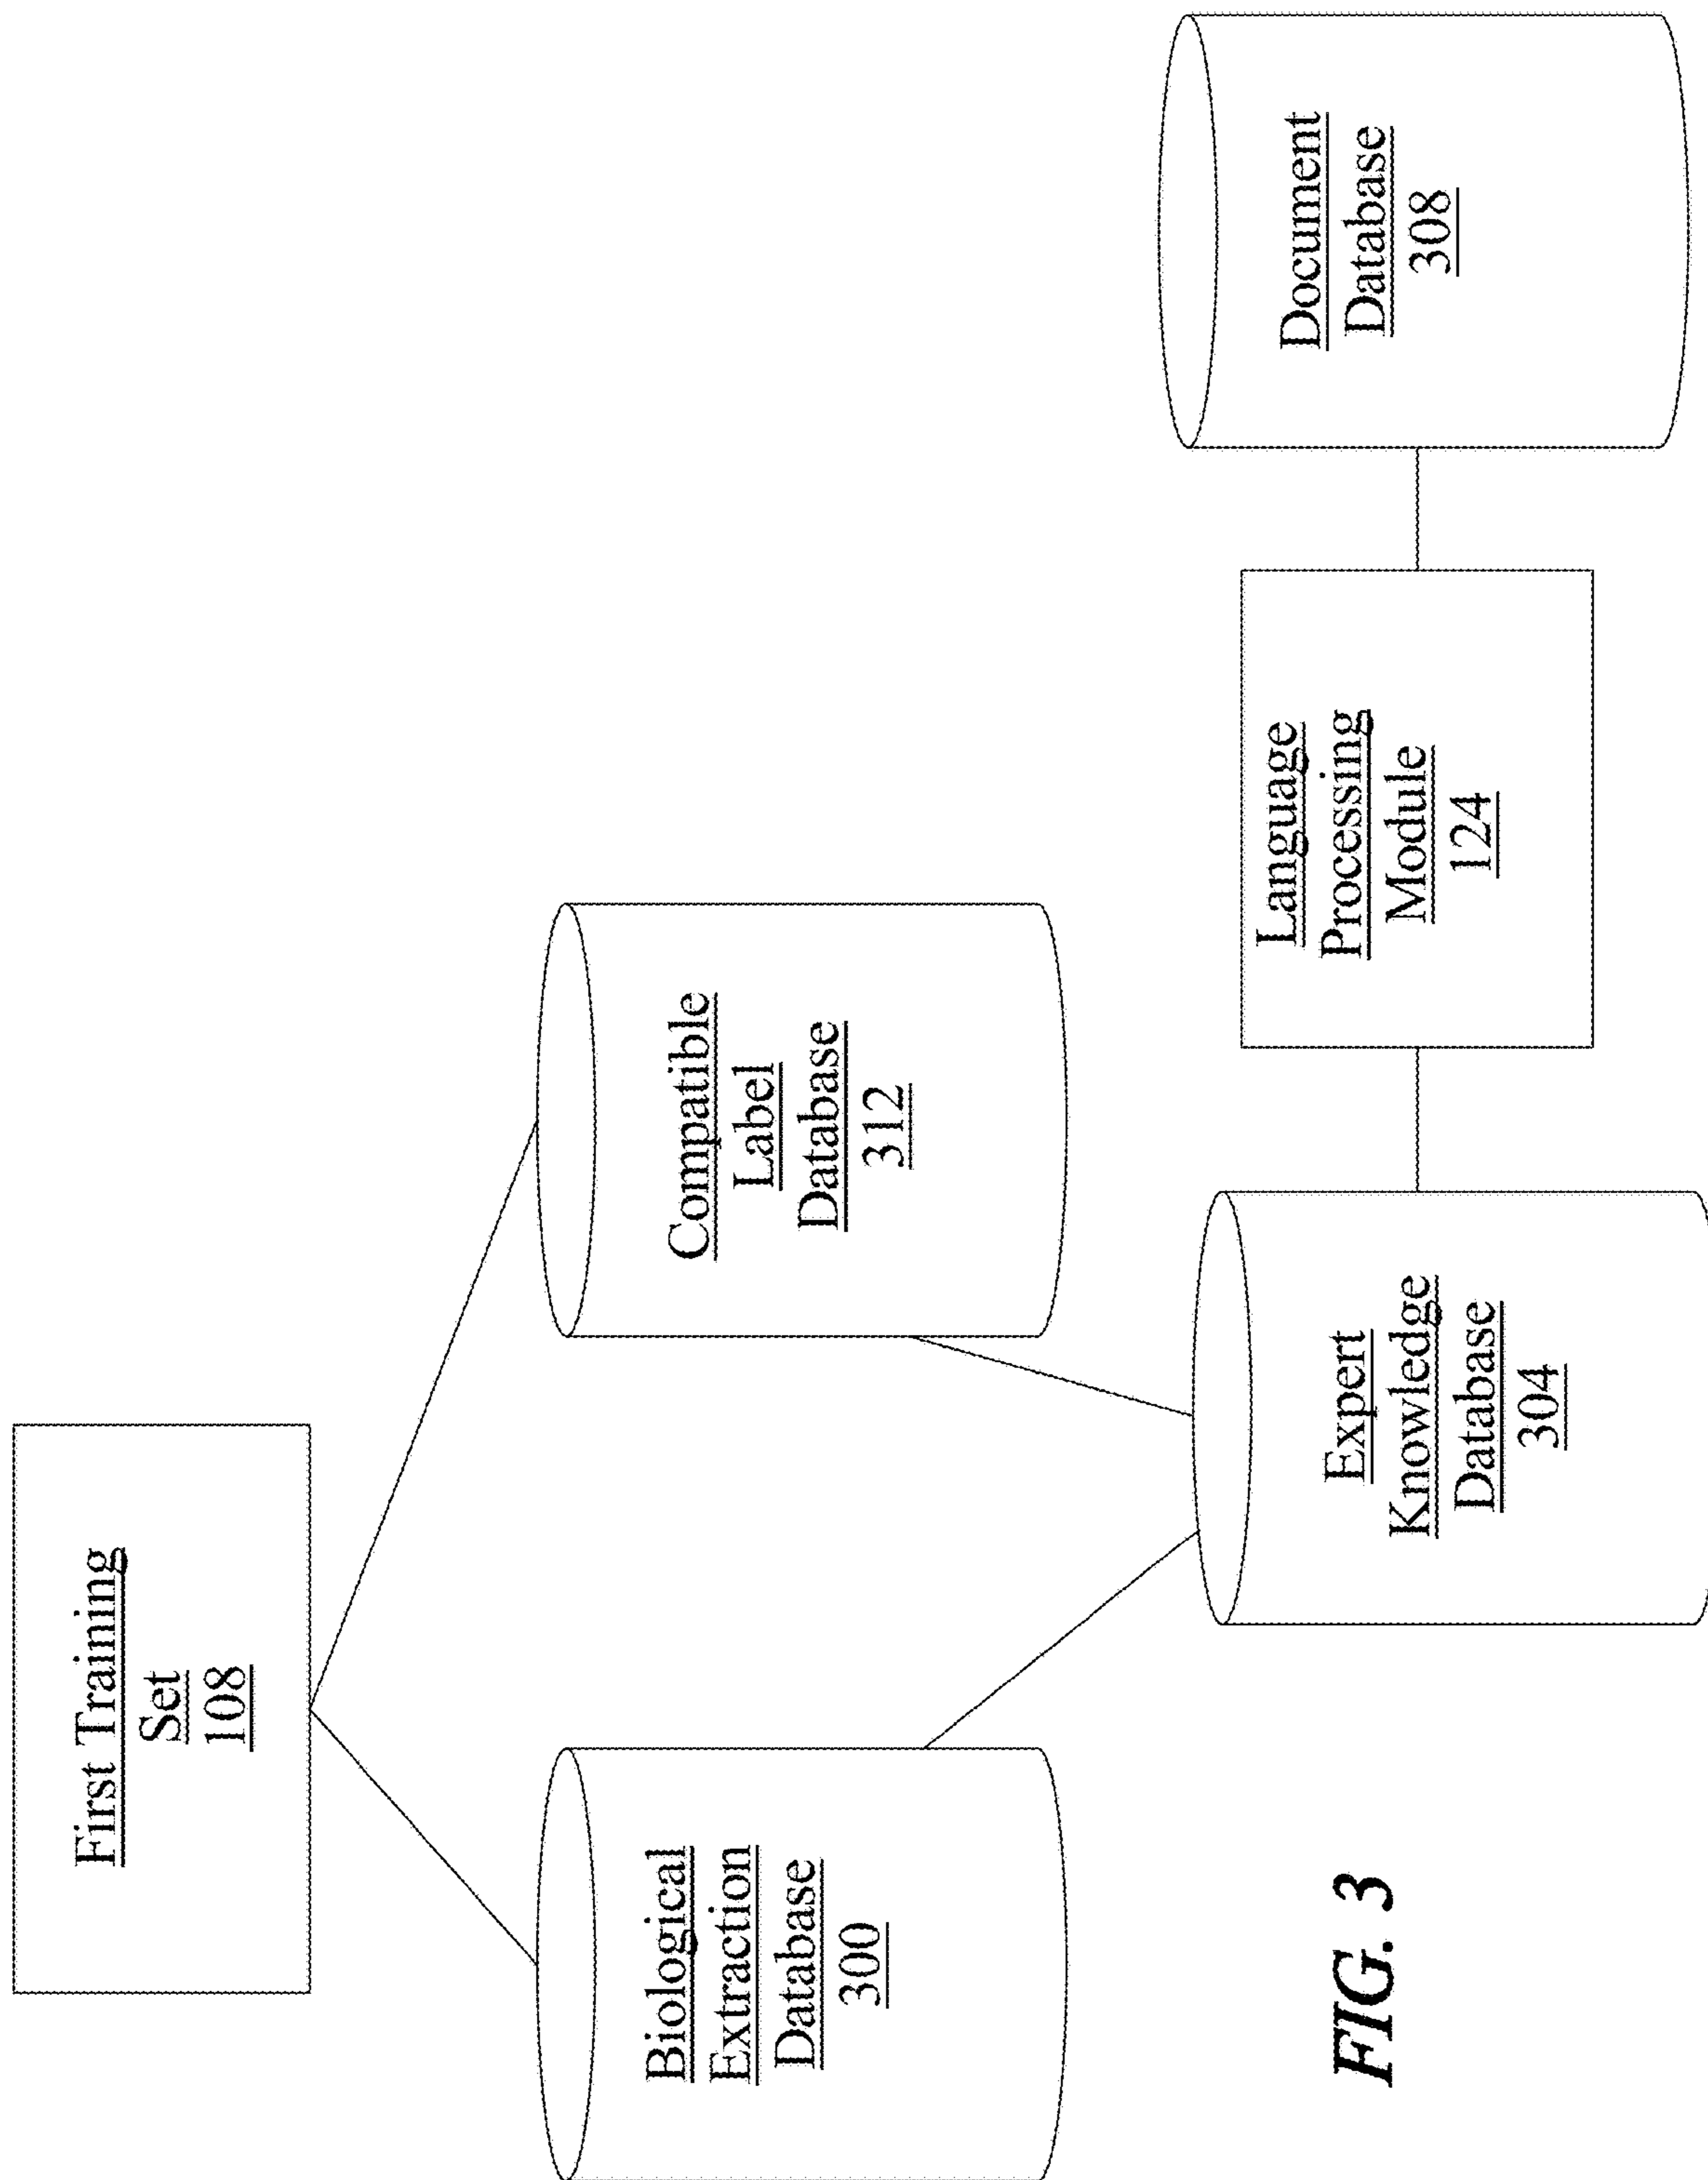 First Training
Set
108
Biological
Extraction
Database
300
Compatible
Label
Database
312
Expert
Knowledge
Database
304
Language
Processing
Module
124
Document
Database
308
FIG. 3